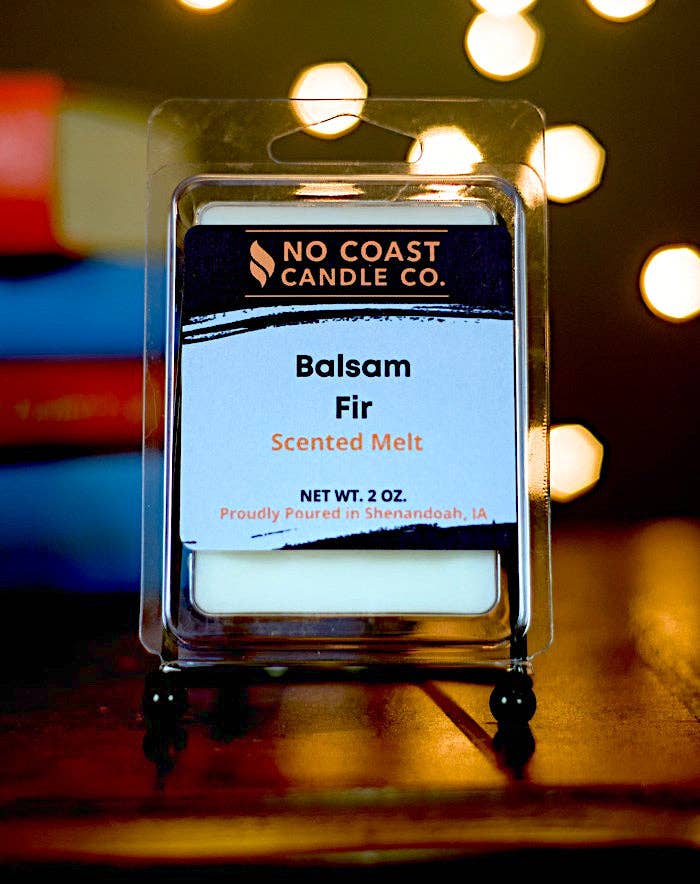 NO COAST
CANDLE CO.
Balsam
Fir
Scented Melt
NET WT. 2 OZ.
Proudly Poured in Shenandoah, IA